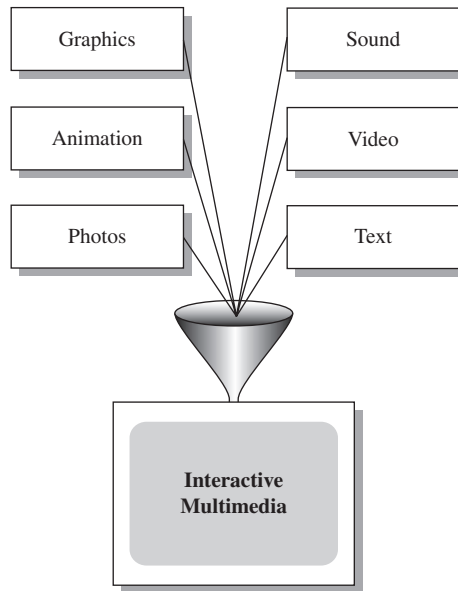 Graphics
Sound
Animation
Video
Photos
Text
Interactive
Multimedia